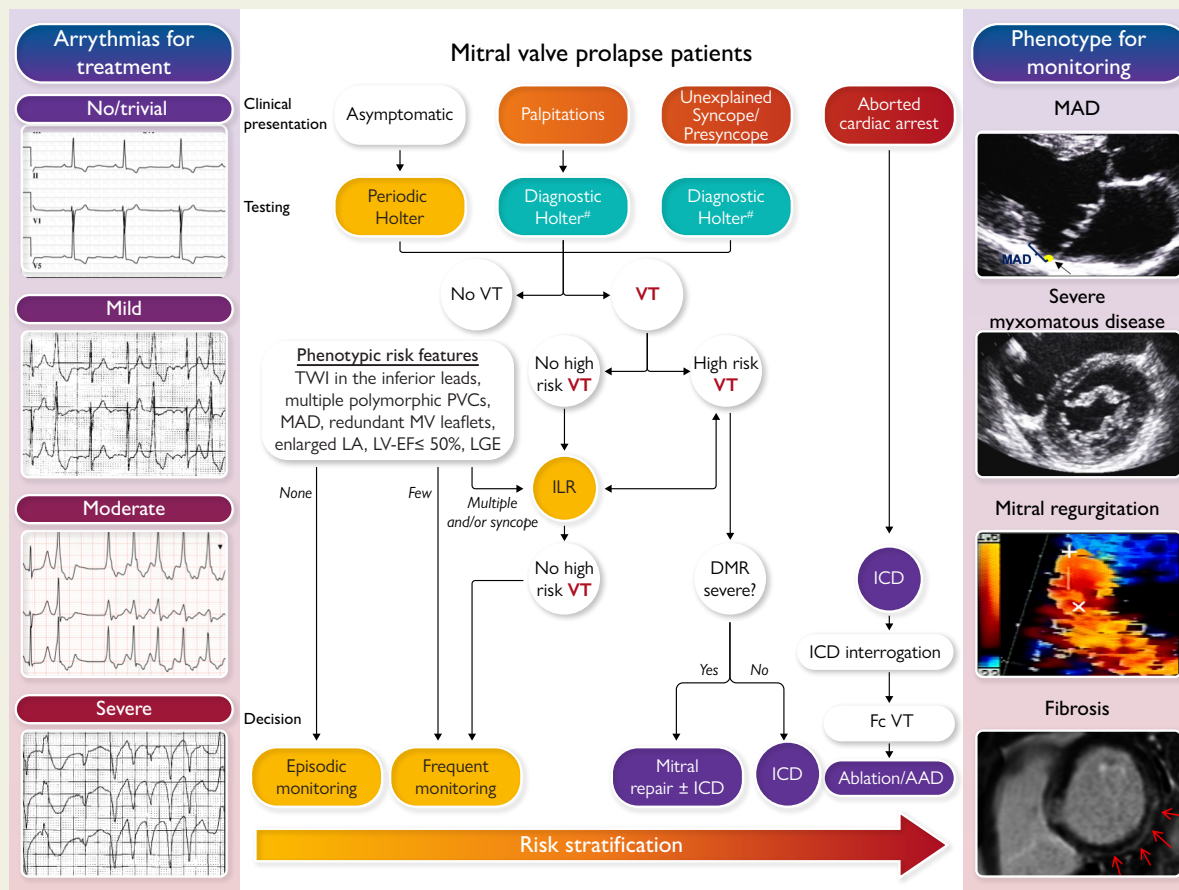 Arrythmias for
treatment
No/trivial
II
V1
V5
Mild
Moderate
Severe
Mitral valve prolapse patients
Clinical
presentation
Asymptomatic
Palpitations
Unexplained
Syncope/
Presyncope
Aborted
cardiac arrest
Testing
Periodic
Holter
Diagnostic
Holter#
Diagnostic
Holter#
No VT
VT
Phenotypic risk features
TWI in the inferior leads,
multiple polymorphic PVCs,
MAD, redundant MV leaflets,
enlarged LA, LV-EF≤ 50%, LGE
No high
risk VT
High risk
VT
None
Few
Multiple
and/or syncope
ILR
No high
risk VT
DMR
severe?
ICD
ICD interrogation
Yes
No
Fc VT
Decision
Episodic
monitoring
Frequent
monitoring
Mitral
repair ± ICD
ICD
Ablation/AAD
Risk stratification
Phenotype for
monitoring
MAD
MAD
Severe
myxomatous disease
Mitral regurgitation
Fibrosis